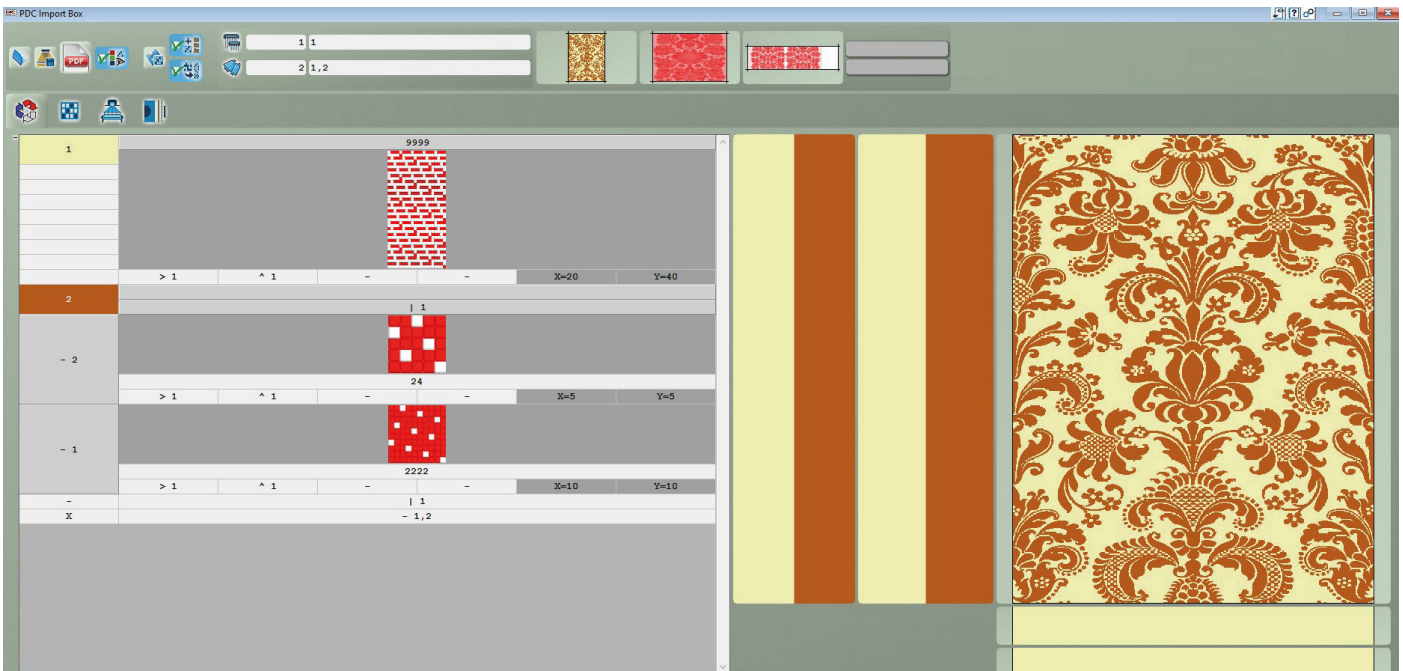 PDC Import Box
PDF
1 1
2 1,2
1
9999
> 1 ^ 1 - - X=20 Y=40
2
| 1
- 2
24
> 1 ^ 1 - - X=5 Y=5
- 1
2222
> 1 ^ 1 - - X=10 Y=10
- | 1
X - 1,2